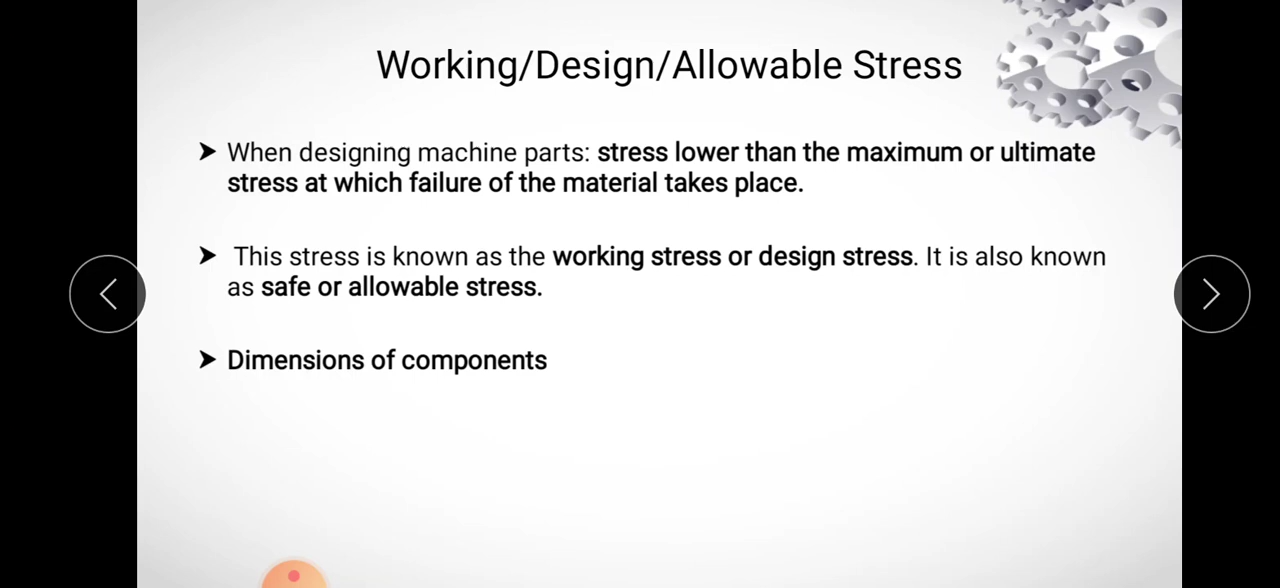 Working/Design/Allowable Stress
➤ When designing machine parts: stress lower than the maximum or ultimate
stress at which failure of the material takes place.
➤ This stress is known as the working stress or design stress. It is also known
as safe or allowable stress.
➤ Dimensions of components